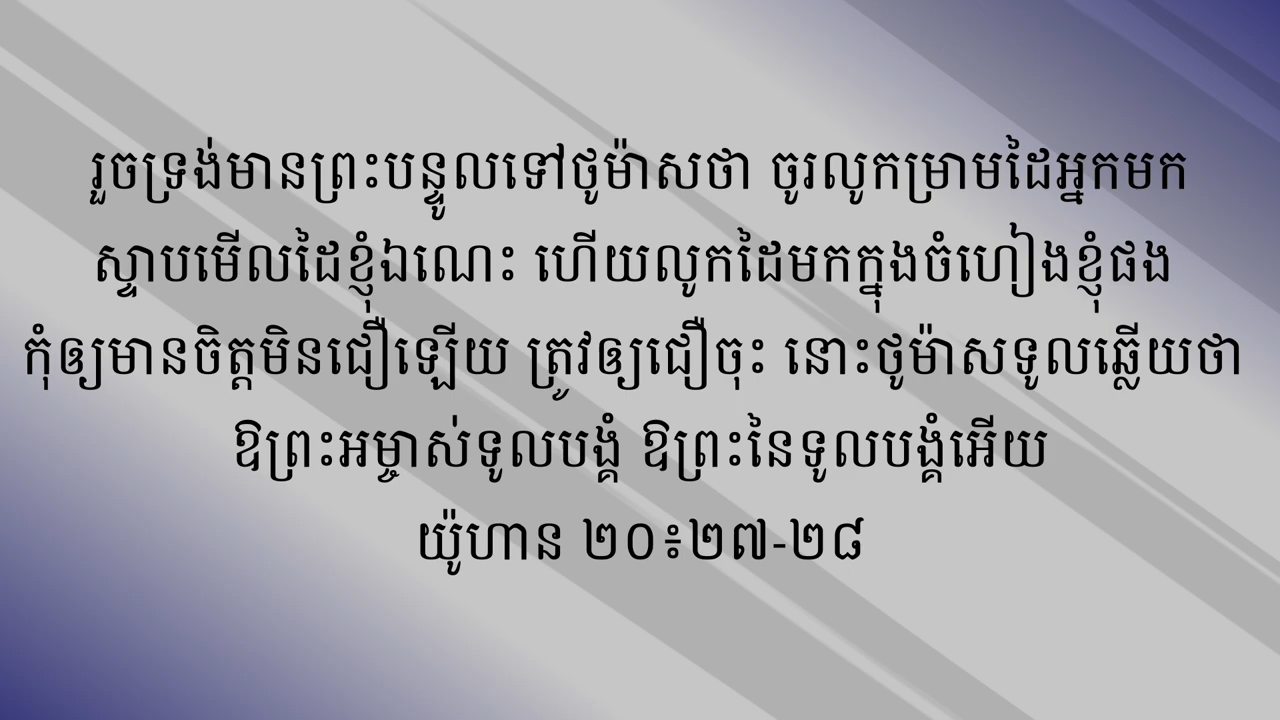 រួចទ្រង់មានព្រះបន្ទូលទៅថូម៉ាសថា ចូរលូកម្រាមដៃអ្នកមក
ស្ទាបមើលដៃខ្ញុំឯណេះ ហើយលូកដៃមកក្នុងចំហៀងខ្ញុំផង
កុំឲ្យមានចិត្តមិនជឿឡើយ ត្រូវឲ្យជឿចុះ នោះថូម៉ាសទូលឆ្លើយថា
ឱព្រះអម្ចាស់ទូលបង្គំ ឱព្រះនៃទូលបង្គំអើយ
យ៉ូហាន ២០៖២៧-២៨